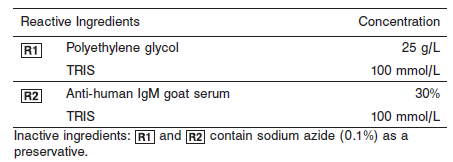 Reactive Ingredients Concentration
R1 Polyethylene glycol 25 g/L
TRIS 100 mmol/L
R2 Anti-human IgM goat serum 30%
TRIS 100 mmol/L
Inactive ingredients: R1 and R2 contain sodium azide (0.1%) as a
preservative.